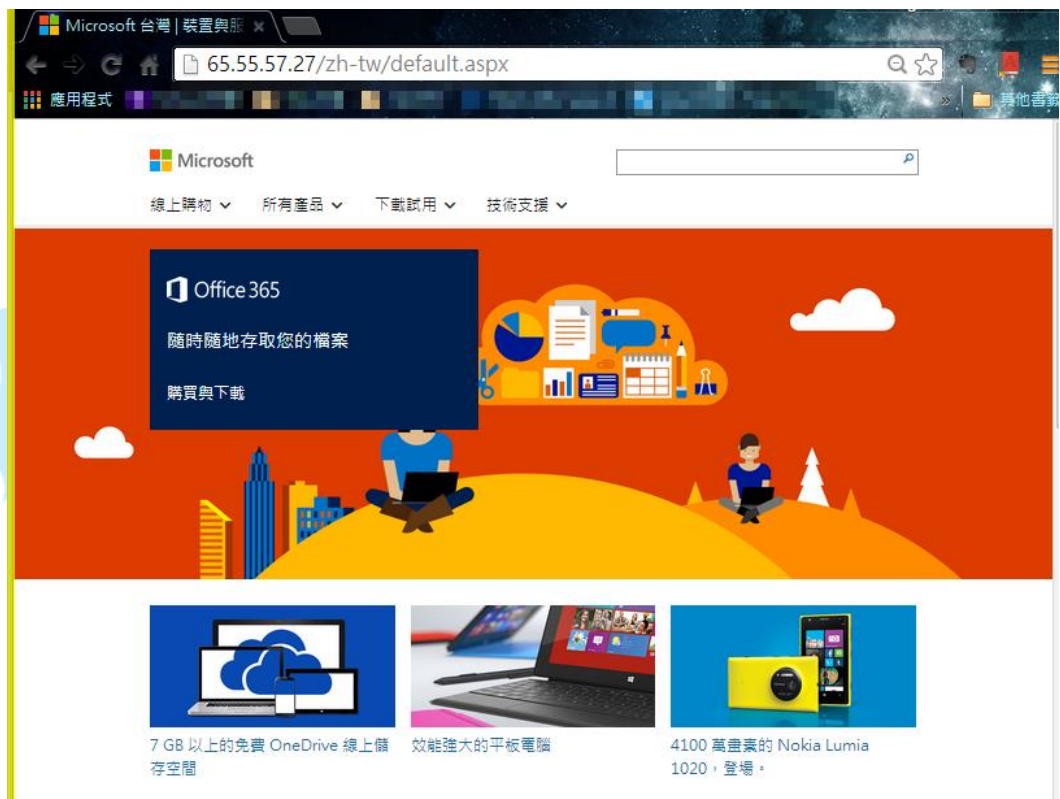 Microsoft 台灣 | 裝置與服
65.55.57.27/zh-tw/default.aspx
應用程式
其他書籤
Microsoft
線上購物 所有產品 下載試用 技術支援
Office 365
隨時隨地存取您的檔案
購買與下載
7 GB 以上的免費 OneDrive 線上儲
存空間
效能強大的平板電腦
4100 萬畫素的 Nokia Lumia
1020，登場。